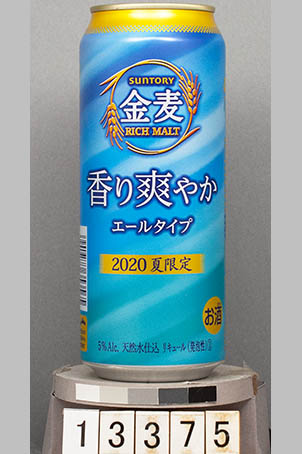 SUNTORY
金麦
RICH MALT
香り爽やか
エールタイプ
2020 夏限定
お酒
5%Alc. 天然水仕込 リキュール(発泡性)①
13375